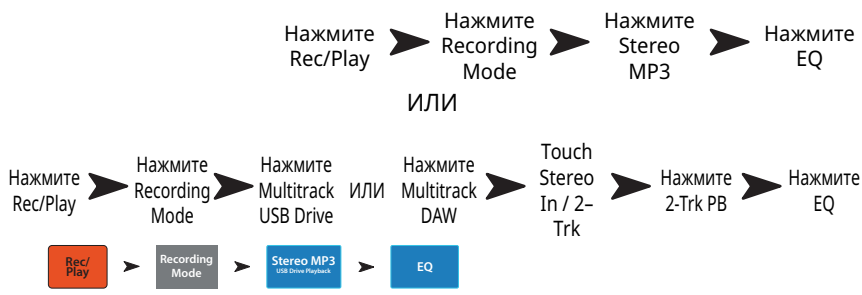 Нажмите Rec/Play
Нажмите Recording Mode
Нажмите Stereo MP3
Нажмите EQ
ИЛИ
Нажмите Rec/Play
Нажмите Recording Mode
Нажмите Multitrack USB Drive
ИЛИ
Нажмите Multitrack DAW
Touch Stereo In / 2–Trk
Нажмите 2-Trk PB
Нажмите EQ
Rec/
Play
Recording
Mode
Stereo MP3
USB Drive Playback
EQ